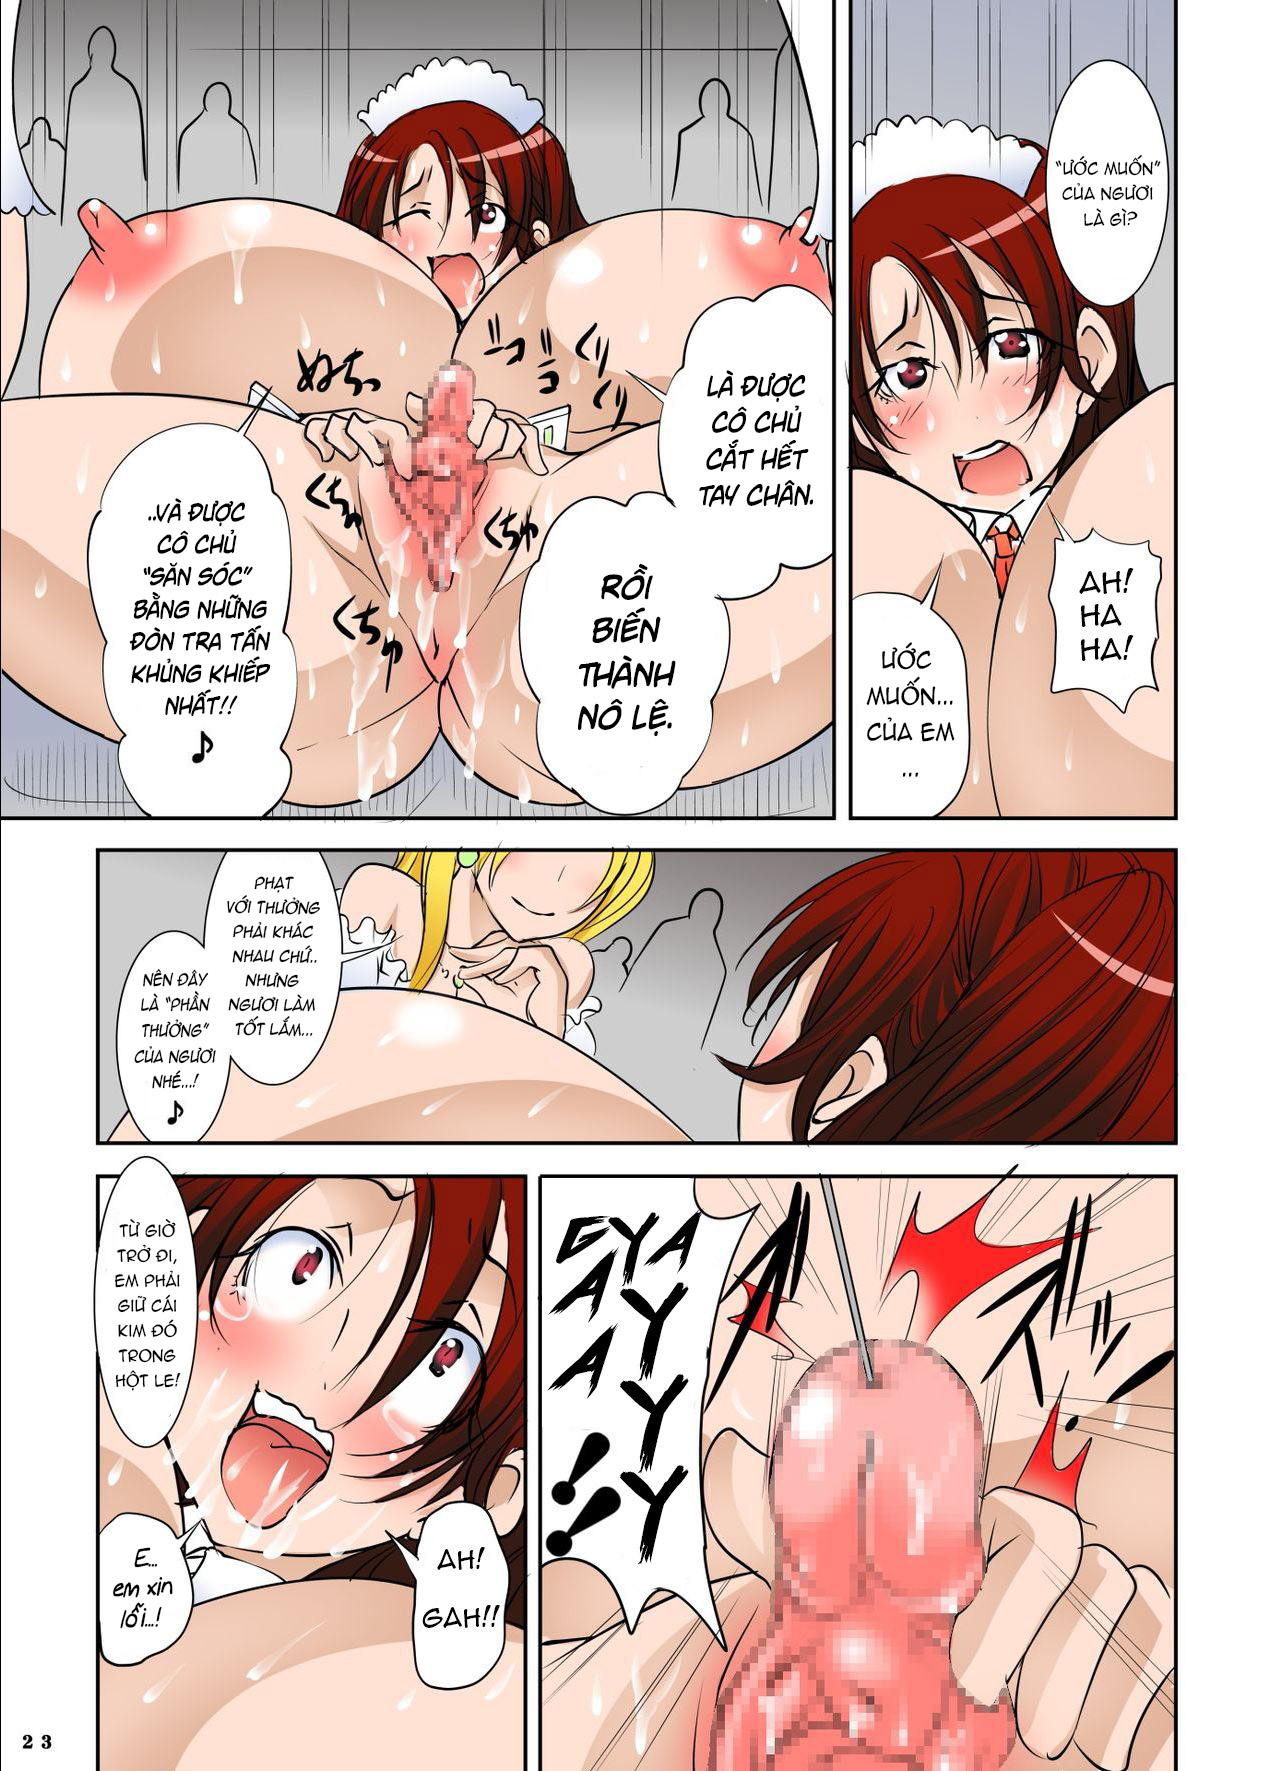 “ƯỚC MUỐN”
CỦA NGƯƠI
LÀ GÌ?
AH!
HA
HA!
ƯỚC
MUỐN...
CỦA EM
...
LÀ ĐƯỢC
CÔ CHỦ
CẮT HẾT
TAY CHÂN.
RỒI
BIẾN
THÀNH
NÔ LỆ.
..VÀ ĐƯỢC
CÔ CHỦ
“SĂN SÓC”
BẰNG NHỮNG
ĐÒN TRA TẤN
KHỦNG KHIẾP
NHẤT!!
♪
ぬちっ
くちゅ
くちゅ
PHẠT
VỚI THƯỞNG
PHẢI KHÁC
NHAU CHỨ..
NHƯNG
NGƯƠI LÀM
TỐT LẮM...
NÊN ĐÂY
LÀ “PHẦN
THƯỞNG”
CỦA NGƯƠI
NHÉ...!
♪
GYA
A Y
A Y
Y
Y
!!
TỪ GIỜ
TRỞ ĐI,
EM PHẢI
GIỮ CÁI
KIM ĐÓ
TRONG
HỘT LE!
AH!
GAH!!
E...
em xin
lỗi...!
23